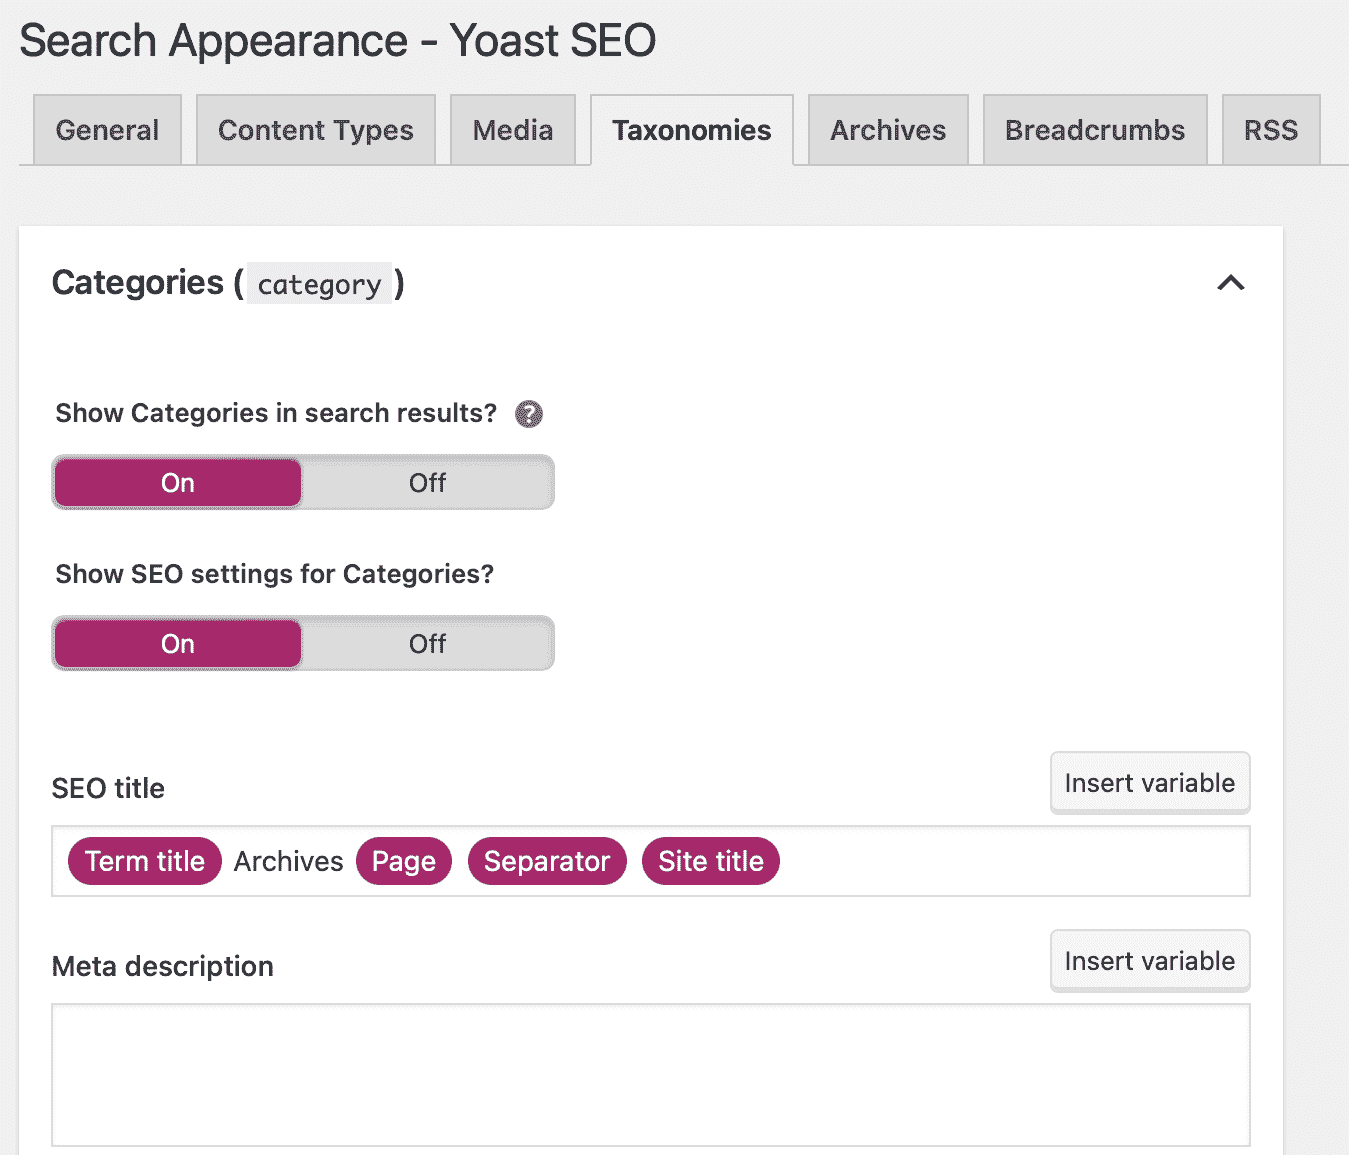 Search Appearance - Yoast SEO
General Content Types Media Taxonomies Archives Breadcrumbs RSS
Categories ( category )
Show Categories in search results? ?
On Off
Show SEO settings for Categories?
On Off
SEO title Insert variable
Term title Archives Page Separator Site title
Meta description Insert variable